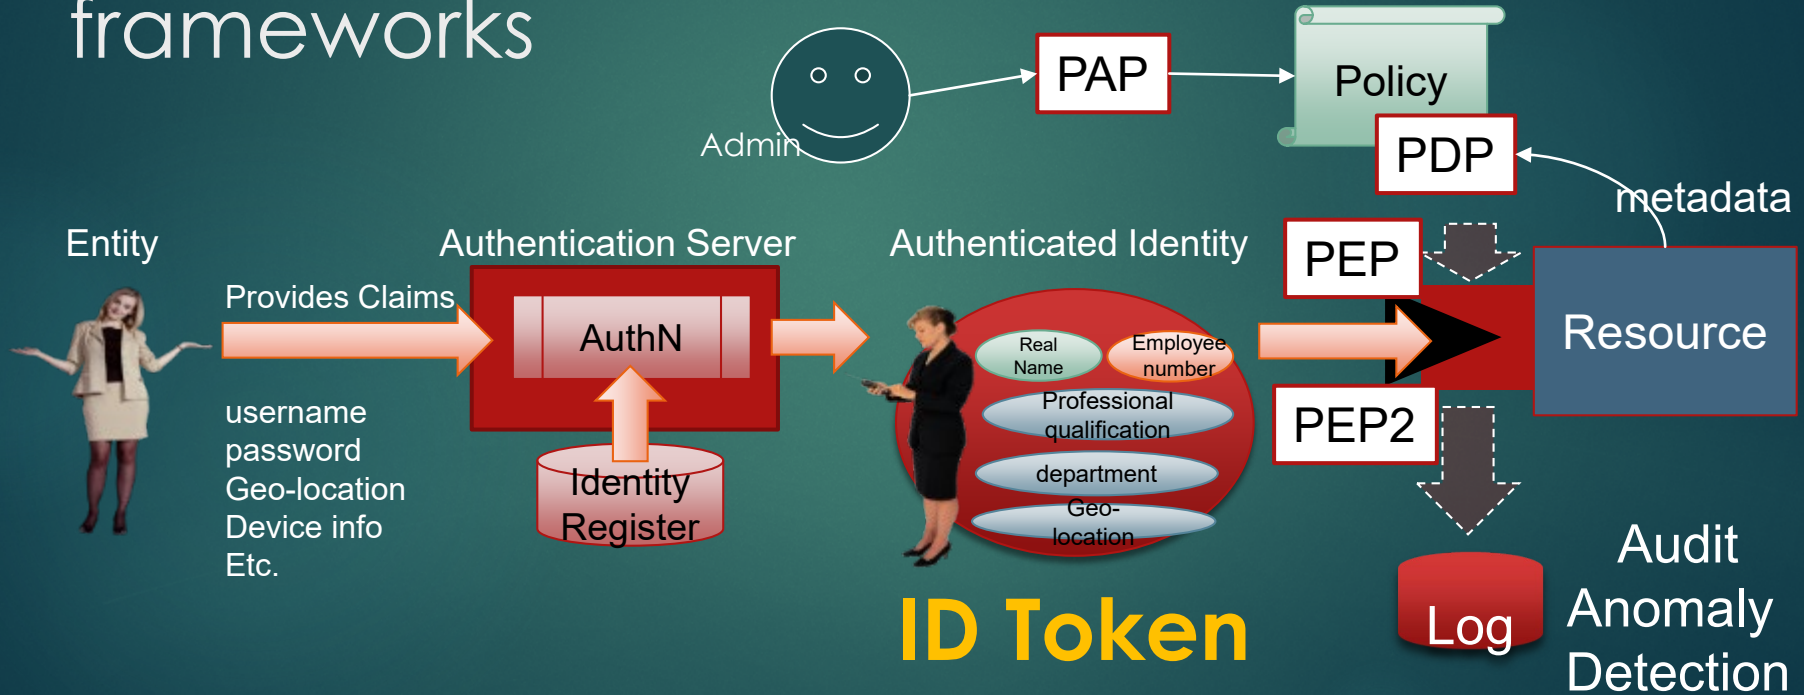 frameworks
Admin
PAP
Policy
PDP
metadata
Entity
Authentication Server
Authenticated Identity
PEP
Provides Claims
AuthN
Real
Name
Employee
number
Resource
Professional
qualification
PEP2
username
password
Geo-location
Device info
Etc.
Identity
Register
department
Geo-
location
ID Token
Log
Audit
Anomaly
Detection